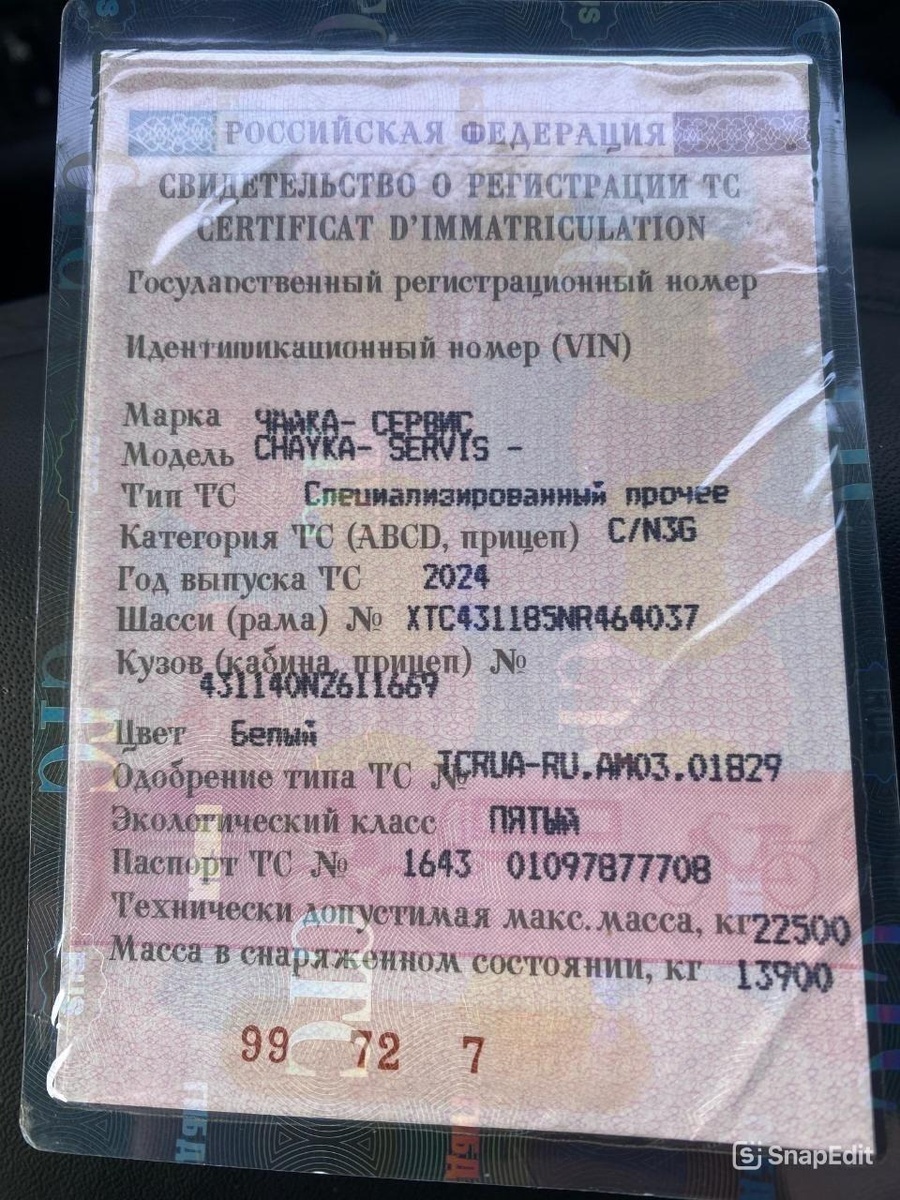 РОССИЙСКАЯ ФЕДЕРАЦИЯ
СВИДЕТЕЛЬСТВО О РЕГИСТРАЦИИ ТС
CERTIFICAT D'IMMATRICULATION
Государственный регистрационный номер
Идентификационный номер (VIN)
Марка ЧАЙКА- СЕРВИС
Модель CHAYKA- SERVIS -
Тип ТС Специализированный прочее
Категория ТС (ABCD, прицеп) C/N3G
Год выпуска ТС 2024
Шасси (рама) № XTC431185NR464037
Кузов (кабина, прицеп) №
431140N2611669
Цвет Белый
Одобрение типа ТС № TCRUA-RU.АМ03.01829
Экологический класс ПЯТЫЙ
Паспорт ТС № 1643 01097877708
Технически допустимая макс. масса, кг 22500
Масса в снаряженном состоянии, кг 13900
99 72 7
SnapEdit